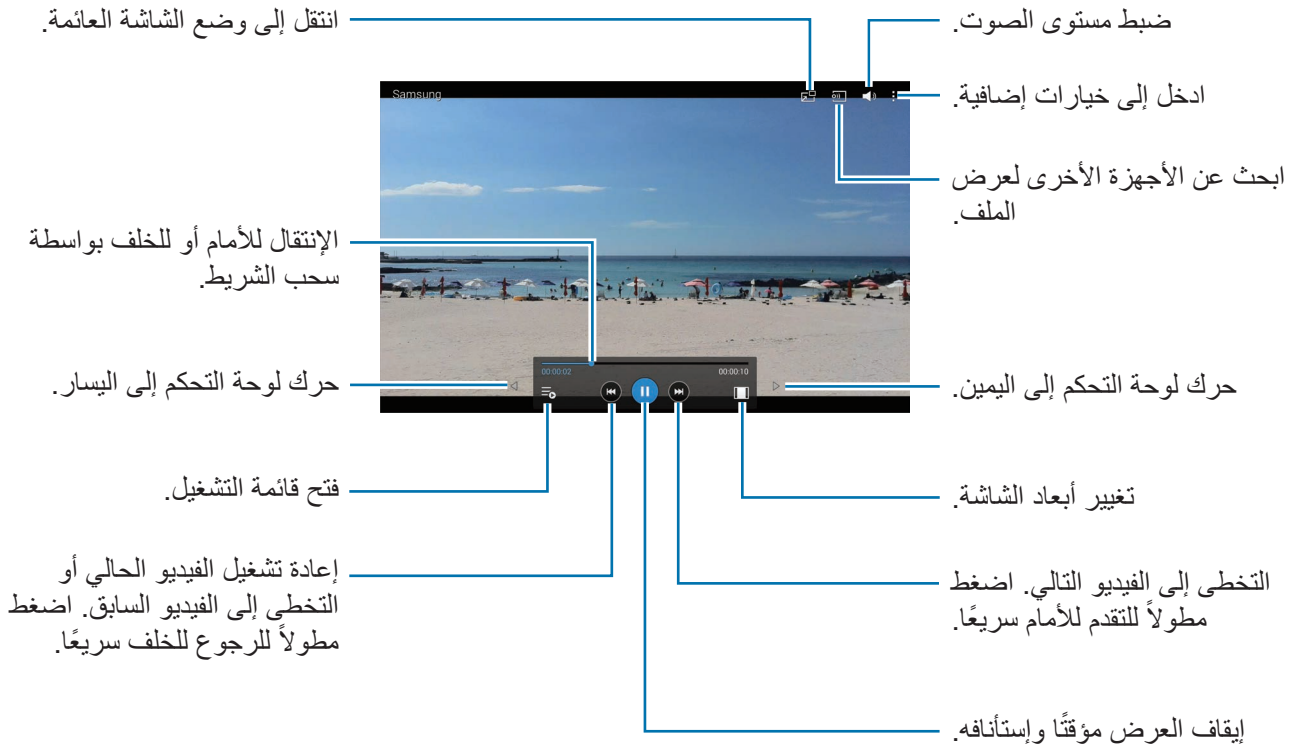 ضبط مستوى الصوت.
انتقل إلى وضع الشاشة العائمة.
Samsung
ادخل إلى خيارات إضافية.
ابحث عن الأجهزة الأخرى لعرض
الملف.
الإنتقال للأمام أو للخلف بواسطة
سحب الشريط.
00:00:02
00:00:10
حرك لوحة التحكم إلى اليمين.
حرك لوحة التحكم إلى اليسار.
تغيير أبعاد الشاشة.
فتح قائمة التشغيل.
التخطى إلى الفيديو التالي. اضغط
مطولاً للتقدم للأمام سريعًا.
إعادة تشغيل الفيديو الحالي أو
التخطى إلى الفيديو السابق. اضغط
مطولاً للرجوع للخلف سريعًا.
إيقاف العرض مؤقتًا وإستأنافه.